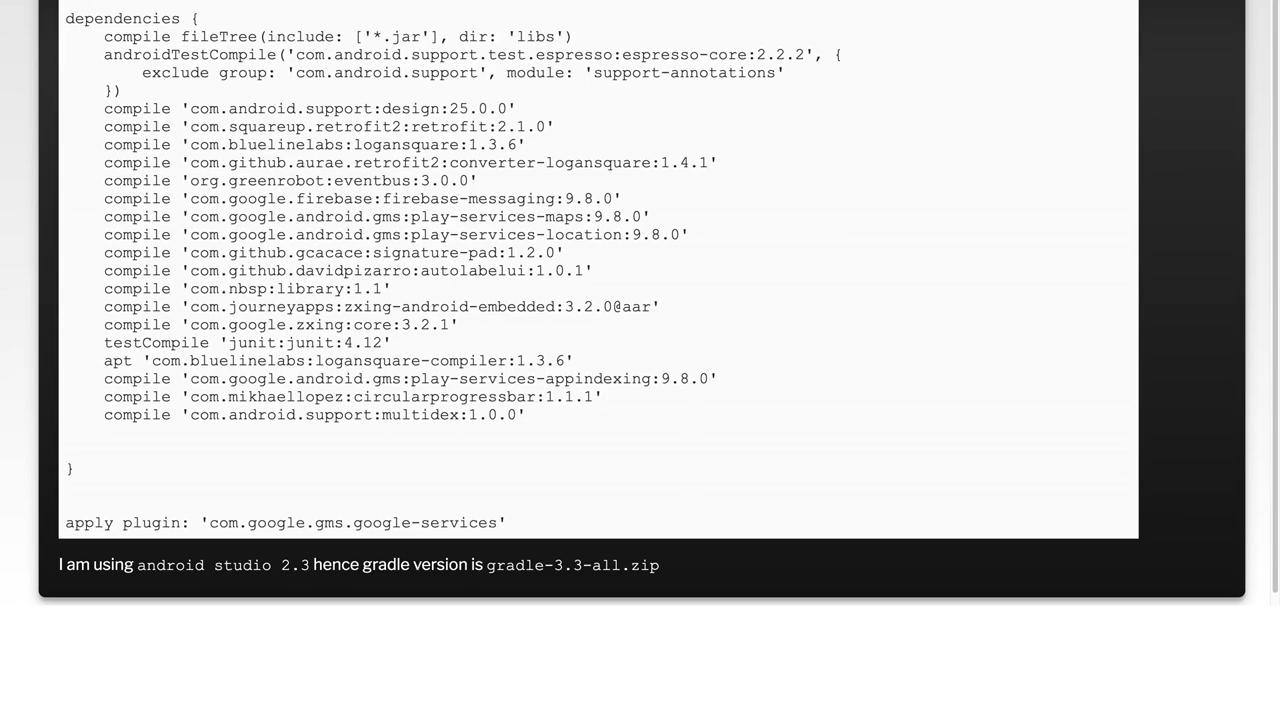 dependencies {
    compile fileTree(include: ['*.jar'], dir: 'libs')
    androidTestCompile('com.android.support.test.espresso:espresso-core:2.2.2', {
        exclude group: 'com.android.support', module: 'support-annotations'
    })
    compile 'com.android.support:design:25.0.0'
    compile 'com.squareup.retrofit2:retrofit:2.1.0'
    compile 'com.bluelinelabs:logansquare:1.3.6'
    compile 'com.github.aurae.retrofit2:converter-logansquare:1.4.1'
    compile 'org.greenrobot:eventbus:3.0.0'
    compile 'com.google.firebase:firebase-messaging:9.8.0'
    compile 'com.google.android.gms:play-services-maps:9.8.0'
    compile 'com.google.android.gms:play-services-location:9.8.0'
    compile 'com.github.gcacace:signature-pad:1.2.0'
    compile 'com.github.davidpizarro:autolabelui:1.0.1'
    compile 'com.nbsp:library:1.1'
    compile 'com.journeyapps:zxing-android-embedded:3.2.0@aar'
    compile 'com.google.zxing:core:3.2.1'
    testCompile 'junit:junit:4.12'
    apt 'com.bluelinelabs:logansquare-compiler:1.3.6'
    compile 'com.google.android.gms:play-services-appindexing:9.8.0'
    compile 'com.mikhaellopez:circularprogressbar:1.1.1'
    compile 'com.android.support:multidex:1.0.0'
}
apply plugin: 'com.google.gms.google-services'
I am using android studio 2.3 hence gradle version is gradle-3.3-all.zip